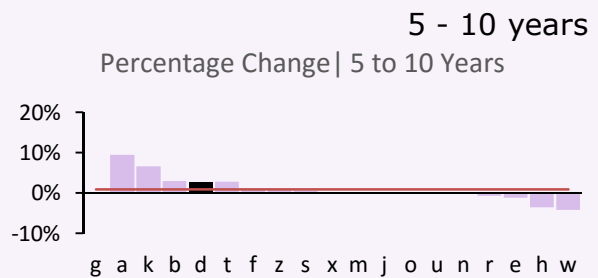 5 - 10 years
Percentage Change| 5 to 10 Years
20%
10%
0%
-10%
g a k b d t f z s x m j o u n r e h w